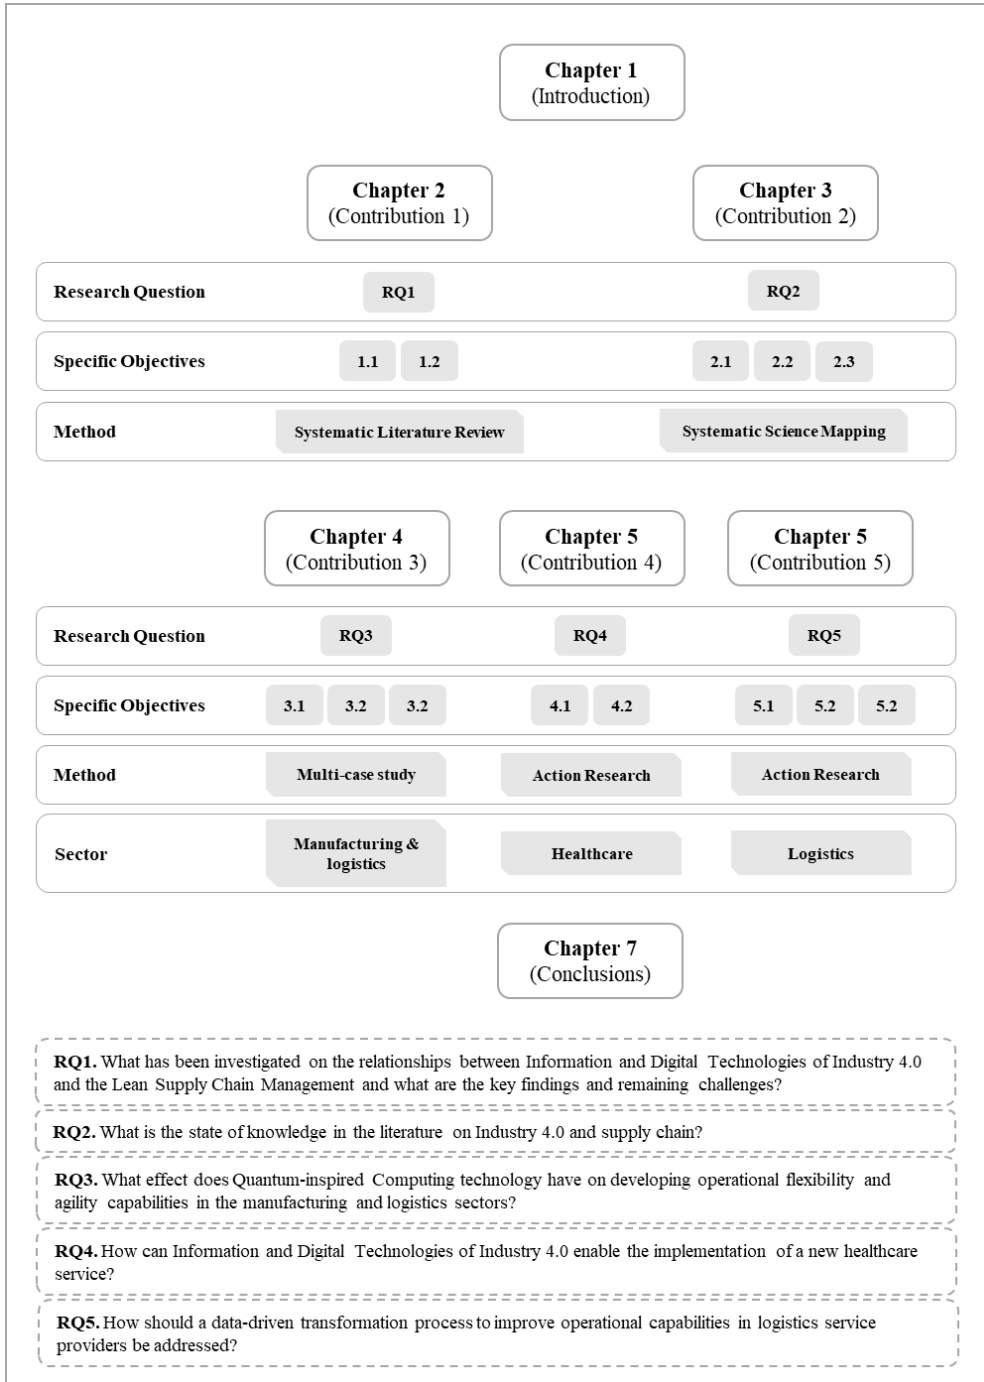 Chapter 1
(Introduction)
Chapter 2
(Contribution 1)
Chapter 3
(Contribution 2)
Research Question
RQ1
RQ2
Specific Objectives
1.1
1.2
2.1
2.2
2.3
Method
Systematic Literature Review
Systematic Science Mapping
Chapter 4
(Contribution 3)
Chapter 5
(Contribution 4)
Chapter 5
(Contribution 5)
Research Question
RQ3
RQ4
RQ5
Specific Objectives
3.1
3.2
3.2
4.1
4.2
5.1
5.2
5.2
Method
Multi-case study
Action Research
Action Research
Sector
Manufacturing &
logistics
Healthcare
Logistics
Chapter 7
(Conclusions)
RQ1. What has been investigated on the relationships between Information and Digital Technologies of Industry 4.0
and the Lean Supply Chain Management and what are the key findings and remaining challenges?
RQ2. What is the state of knowledge in the literature on Industry 4.0 and supply chain?
RQ3. What effect does Quantum-inspired Computing technology have on developing operational flexibility and
agility capabilities in the manufacturing and logistics sectors?
RQ4. How can Information and Digital Technologies of Industry 4.0 enable the implementation of a new healthcare
service?
RQ5. How should a data-driven transformation process to improve operational capabilities in logistics service
providers be addressed?